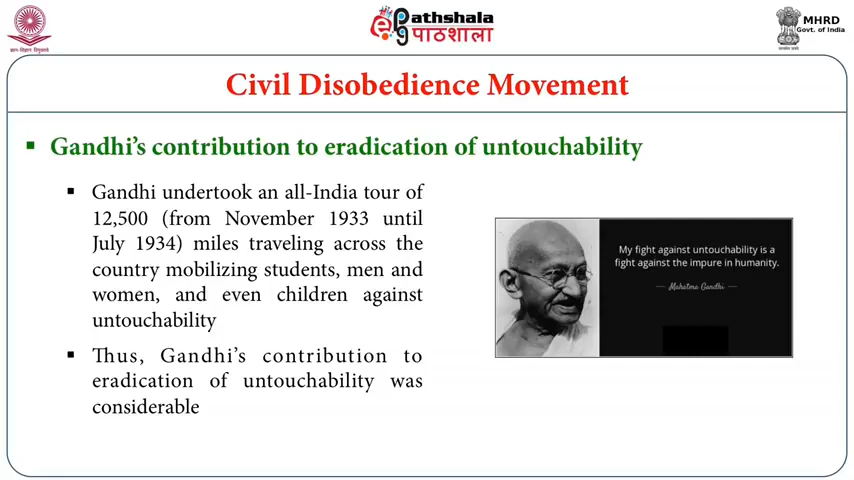 ePathshala
पाठशाला
MHRD
Govt. of India
Civil Disobedience Movement
▪ Gandhi’s contribution to eradication of untouchability
▪ Gandhi undertook an all-India tour of
12,500 (from November 1933 until
July 1934) miles traveling across the
country mobilizing students, men and
women, and even children against
untouchability
▪ Thus, Gandhi’s contribution to
eradication of untouchability was
considerable
My fight against untouchability is a
fight against the impure in humanity.
— Mahatma Gandhi —